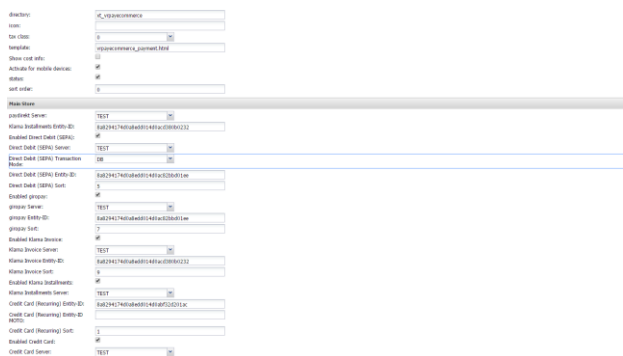 directory: xt_vrpayecommerce
icon:
tax class: 0
template: vrpayecommerce_payment.html
Show cost info:
Activate for mobile devices:
status:
sort order: 0
Main Store
paydirekt Server: TEST
Klarna Installments Entity-ID:
Enabled Direct Debit (SEPA):
Direct Debit (SEPA) Server: TEST
Direct Debit (SEPA) Transaction
Mode: DB
Direct Debit (SEPA) Entity-ID:
Direct Debit (SEPA) Sort: 5
Enabled giropay:
giropay Server: TEST
giropay Entity-ID:
giropay Sort: 7
Enabled Klarna Invoice:
Klarna Invoice Server: TEST
Klarna Invoice Entity-ID:
Klarna Invoice Sort:
Enabled Klarna Installments:
Klarna Installments Server: TEST
Credit Card (Recurring) Entity-ID:
Credit Card (Recurring) Entity-ID
MOTO:
Credit Card (Recurring) Sort: 1
Enabled Credit Card:
Credit Card Server: TEST